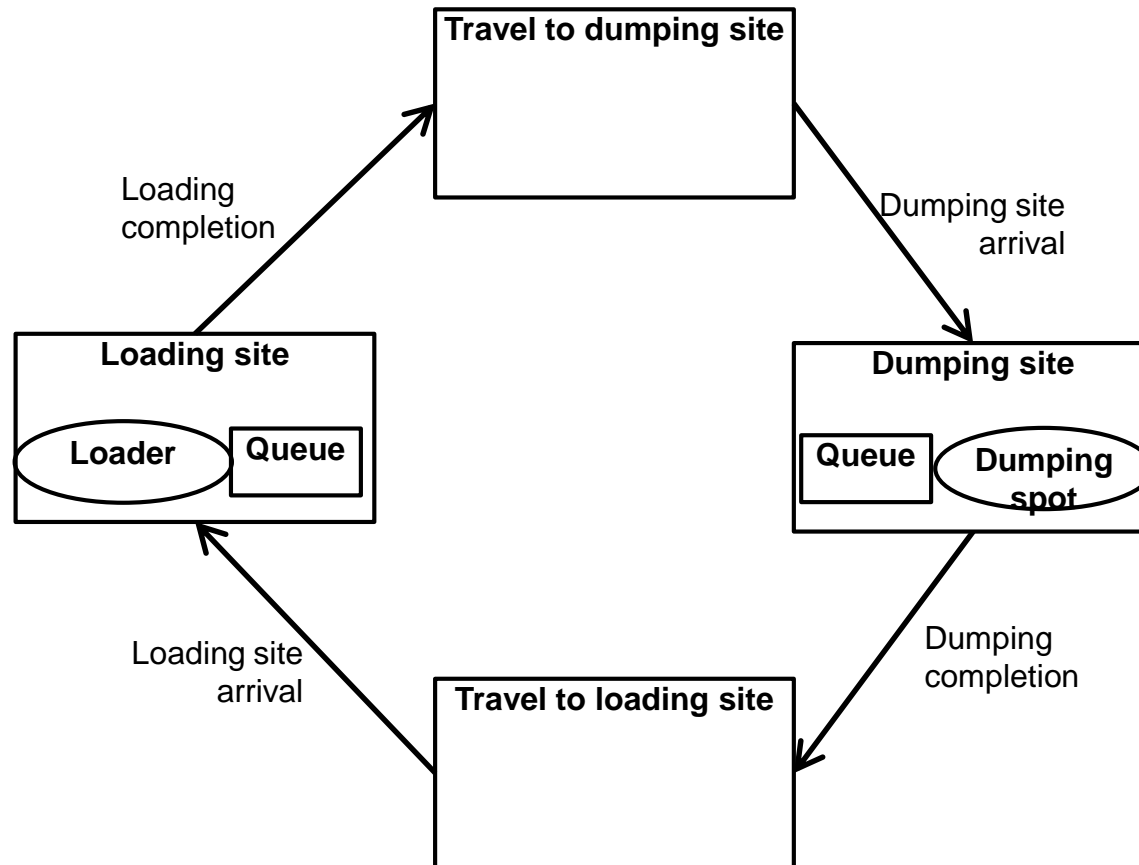 Travel to dumping site
Loading
completion
Dumping site
arrival
Loading site
Loader
Queue
Dumping site
Queue
Dumping
spot
Loading site
arrival
Dumping
completion
Travel to loading site